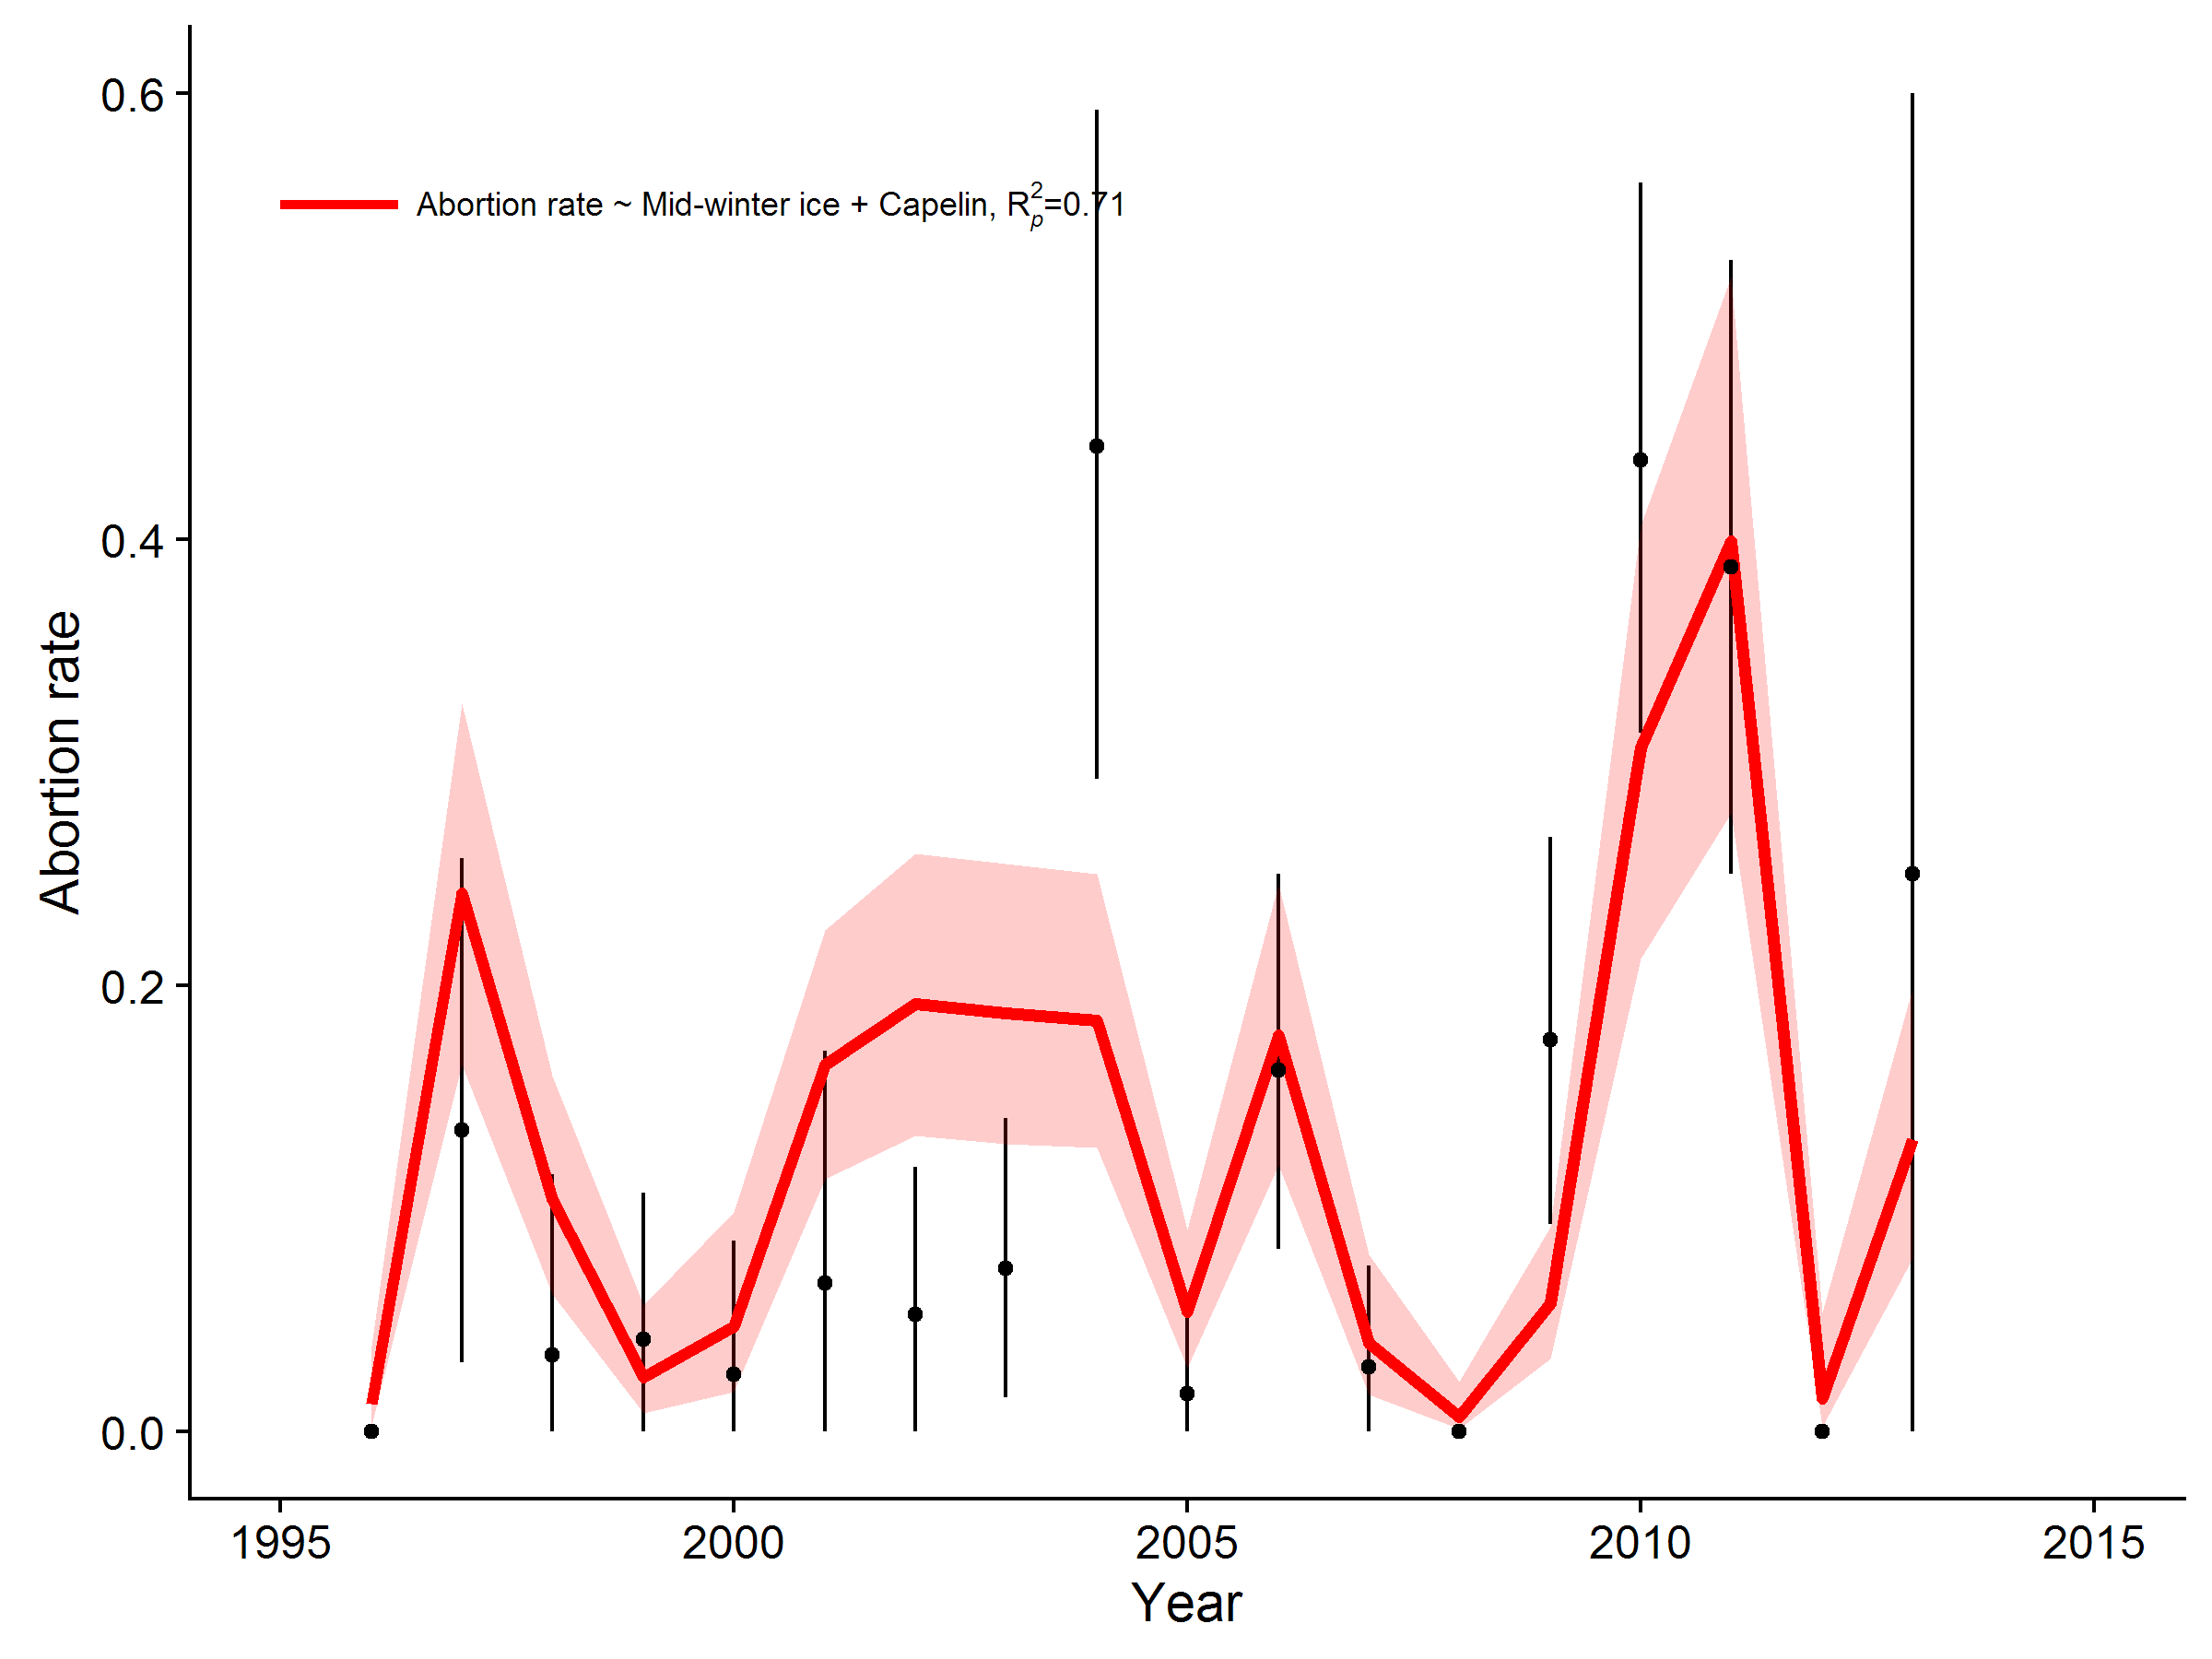 0.6
Abortion rate ~ Mid-winter ice + Capelin, R²ₚ=0.71
0.4
Abortion rate
0.2
0.0
1995 2000 2005 2010 2015
Year